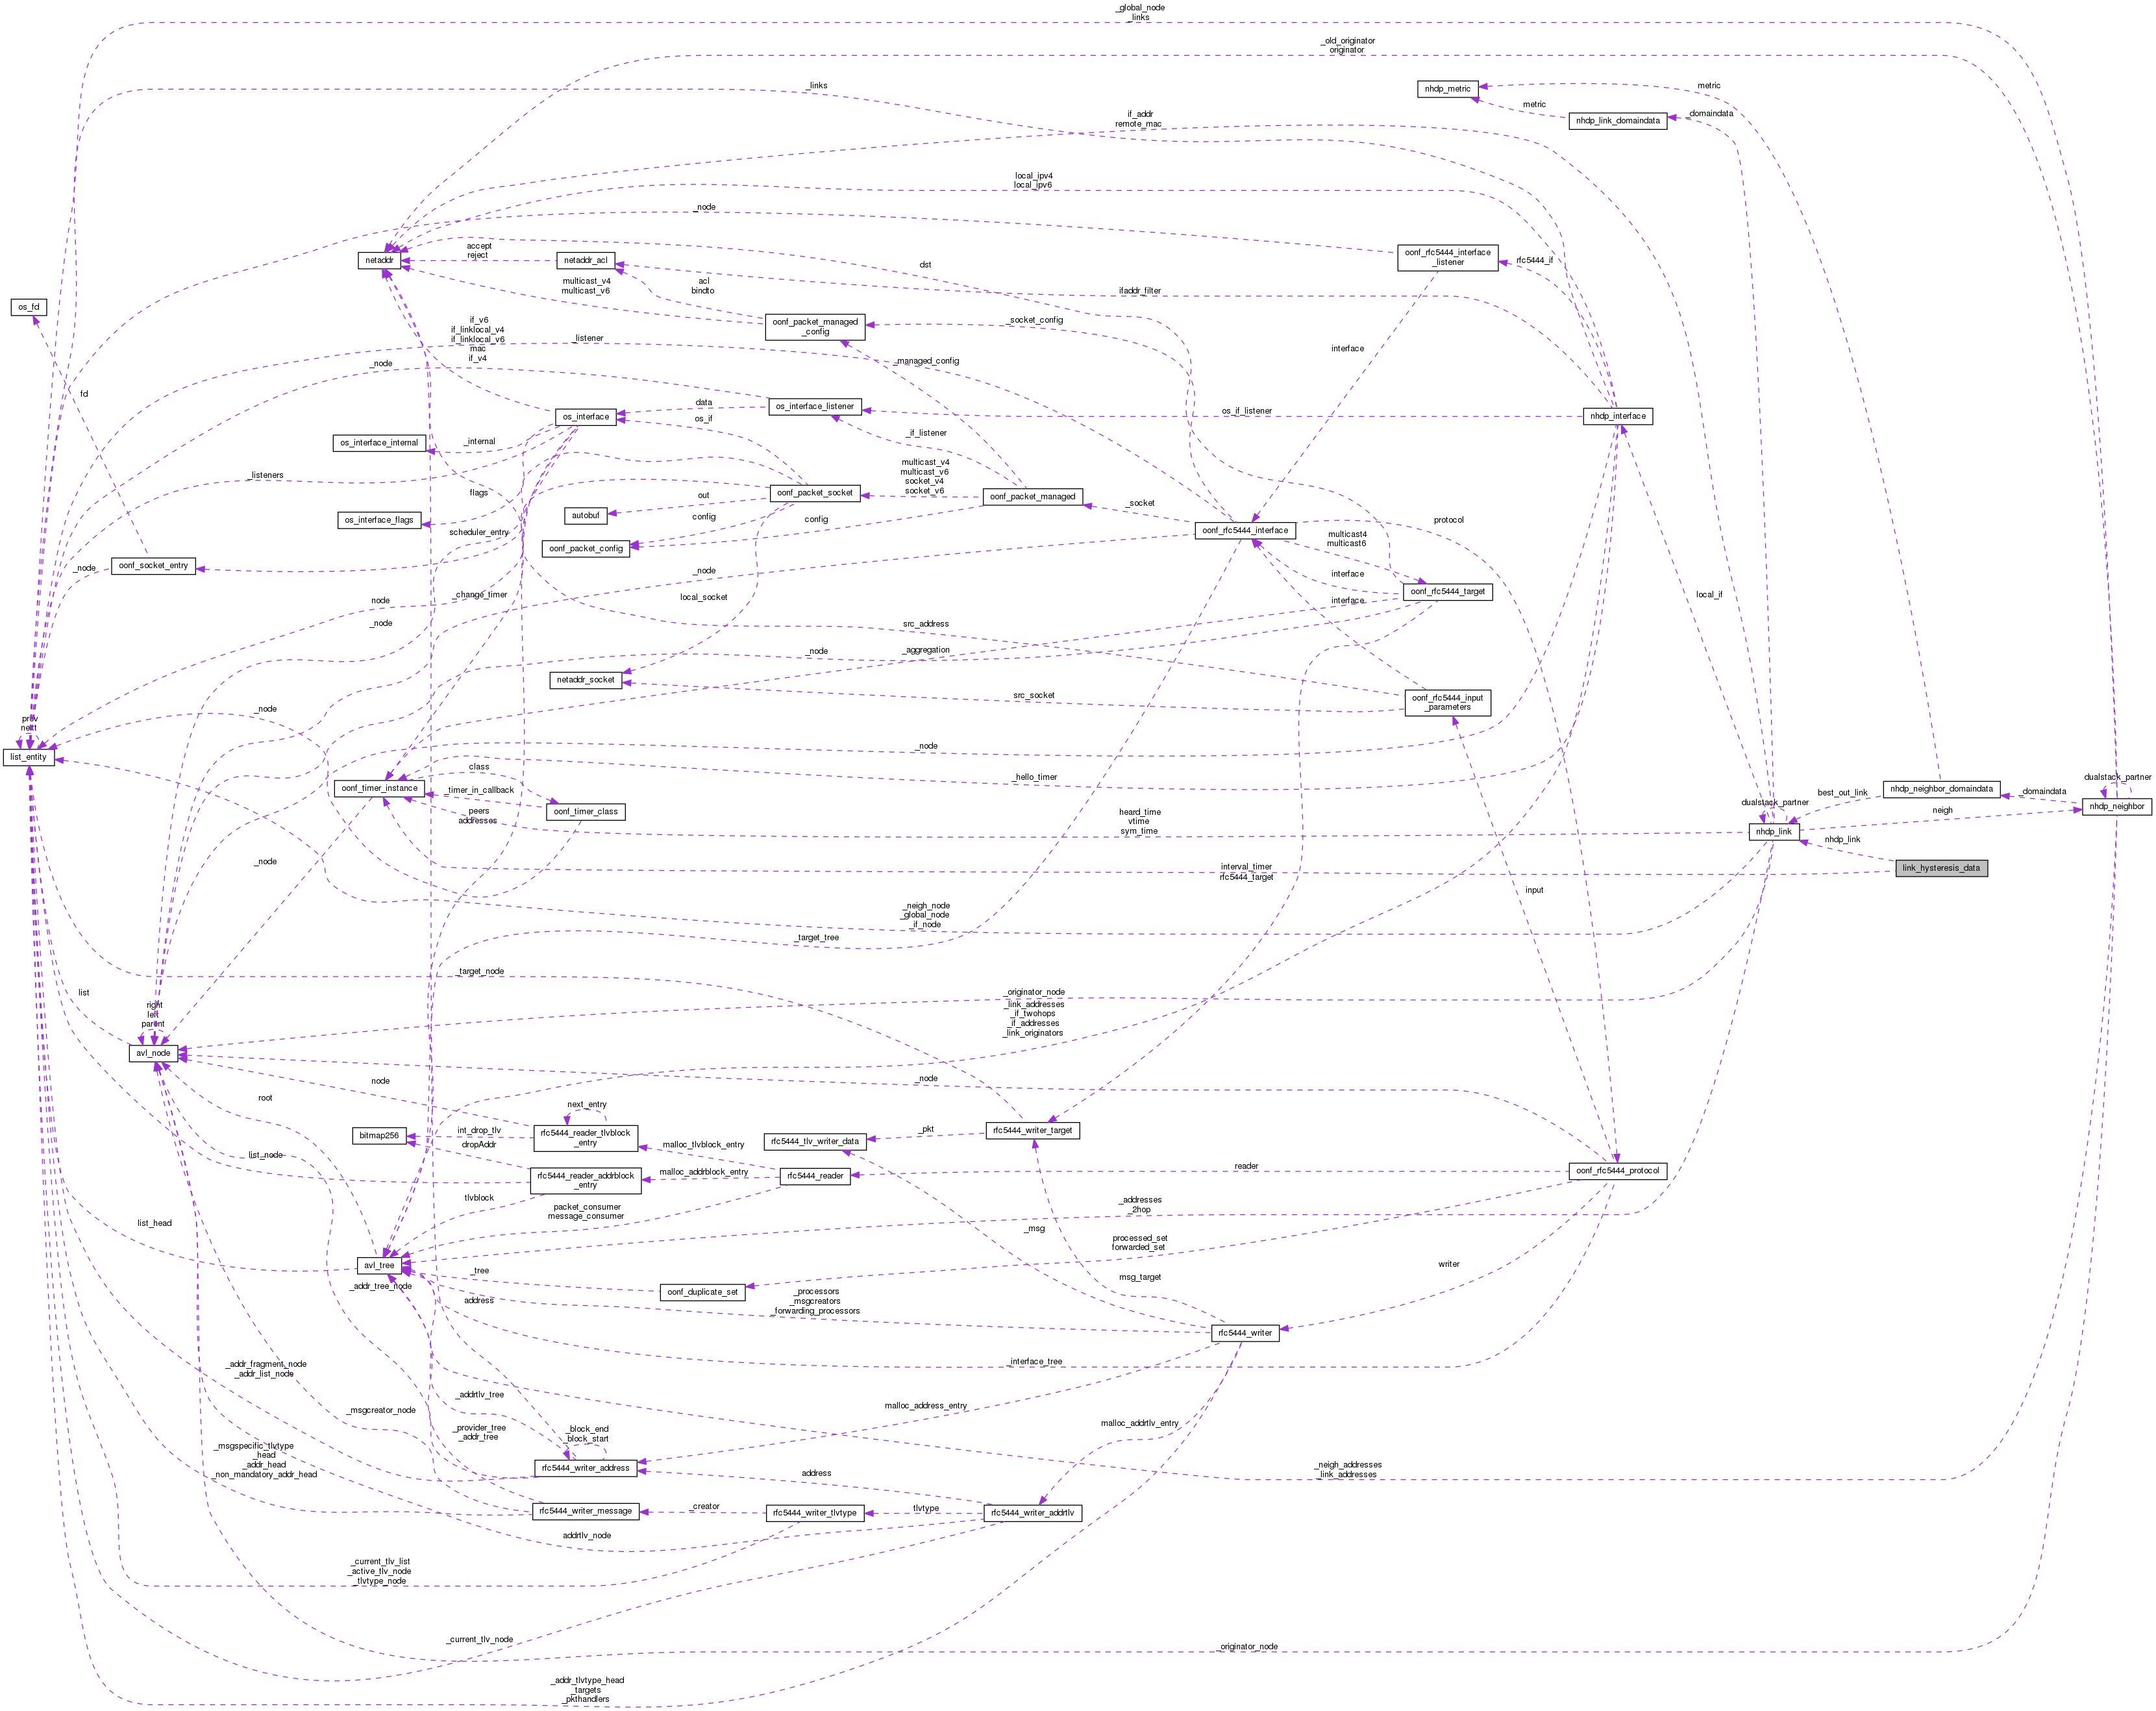 _global_node
_links
_old_originator
originator
_links
nhdp_metric
metric
metric
nhdp_link_domaindata
_domaindata
if_addr
remote_mac
local_ipv4
local_ipv6
_node
netaddr
accept
reject
netaddr_acl
dst
oonf_rfc5444_interface
_listener
rfc5444_if
multicast_v4
multicast_v6
acl
bindto
ifaddr_filter
os_fd
if_v6
if_linklocal_v4
if_linklocal_v6
mac
if_v4
_listener
oonf_packet_managed
_config
_socket_config
interface
_node
_managed_config
fd
os_interface
data
os_interface_listener
os_if_listener
nhdp_interface
os_if
os_interface_internal
_internal
_if_listener
_listeners
multicast_v4
multicast_v6
socket_v4
socket_v6
oonf_packet_socket
oonf_packet_managed
flags
out
os_interface_flags
autobuf
config
config
_socket
oonf_rfc5444_interface
protocol
scheduler_entry
oonf_packet_config
multicast4
multicast6
oonf_socket_entry
_node
_node
interface
oonf_rfc5444_target
_change_timer
local_socket
node
interface
local_if
_node
src_address
_aggregation
_node
netaddr_socket
src_socket
oonf_rfc5444_input
_parameters
_node
prev
next
list_entity
_node
class
_hello_timer
oonf_timer_instance
_timer_in_callback
oonf_timer_class
peers
addresses
heard_time
vtime
sym_time
nhdp_neighbor_domaindata
best_out_link
_domaindata
dualstack_partner
nhdp_neighbor
dualstack_partner
neigh
nhdp_link
nhdp_link
link_hysteresis_data
_node
interval_timer
rfc5444_target
input
_neigh_node
_global_node
_if_node
_target_tree
_target_node
list
right
left
parent
avl_node
_originator_node
_link_addresses
_if_twohops
_if_addresses
_link_originators
root
node
_node
next_entry
bitmap256
int_drop_tlv
rfc5444_reader_tlvblock
_entry
dropAddr
malloc_tlvblock_entry
rfc5444_tlv_writer_data
_pkt
rfc5444_writer_target
list_node
rfc5444_reader_addrblock
_entry
malloc_addrblock_entry
rfc5444_reader
reader
oonf_rfc5444_protocol
tlvblock
packet_consumer
message_consumer
_addresses
_2hop
list_head
_msg
processed_set
forwarded_set
avl_tree
_tree
oonf_duplicate_set
msg_target
writer
_addr_tree_node
address
_processors
_msgcreators
_forwarding_processors
rfc5444_writer
_interface_tree
_addr_fragment_node
_addr_list_node
_addrtlv_tree
malloc_address_entry
_msgcreator_node
_provider_tree
_addr_tree
_block_end
_block_start
malloc_addrtlv_entry
_msgspecific_tlvtype
_head
_addr_head
_non_mandatory_addr_head
rfc5444_writer_address
address
_neigh_addresses
_link_addresses
rfc5444_writer_message
_creator
rfc5444_writer_tlvtype
tlvtype
rfc5444_writer_addrtlv
addrtlv_node
_current_tlv_list
_active_tlv_node
_tlvtype_node
_current_tlv_node
_originator_node
_addr_tlvtype_head
_targets
_pkthandlers